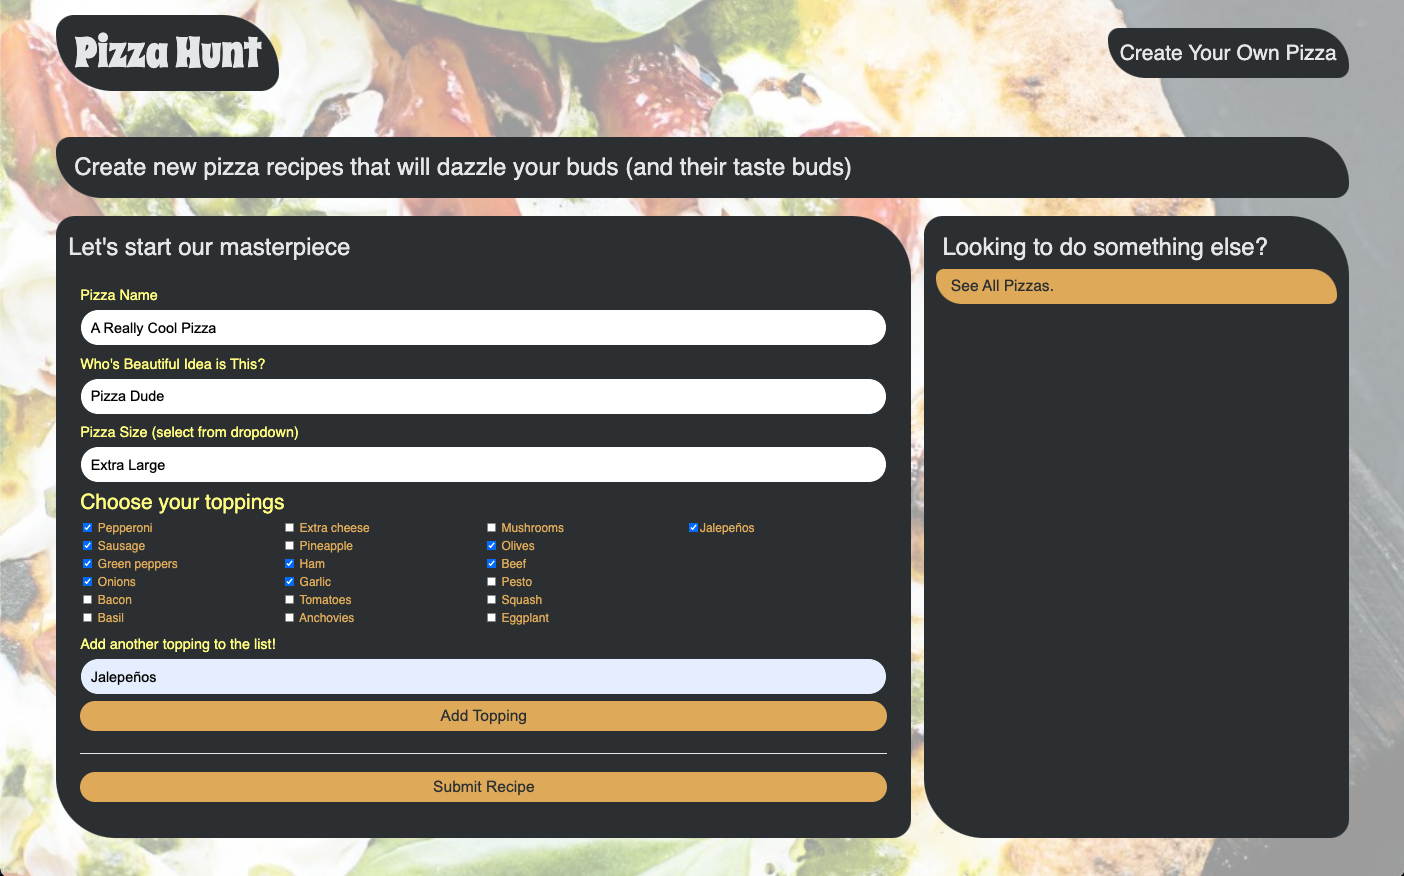 Pizza Hunt
Create Your Own Pizza
Create new pizza recipes that will dazzle your buds (and their taste buds)
Let's start our masterpiece
Pizza Name
A Really Cool Pizza
Who's Beautiful Idea is This?
Pizza Dude
Pizza Size (select from dropdown)
Extra Large
Choose your toppings
Pepperoni
Sausage
Green peppers
Onions
Bacon
Basil
Extra cheese
Pineapple
Ham
Garlic
Tomatoes
Anchovies
Mushrooms
Olives
Beef
Pesto
Squash
Eggplant
Jalepeños
Add another topping to the list!
Jalepeños
Add Topping
Submit Recipe
Looking to do something else?
See All Pizzas.